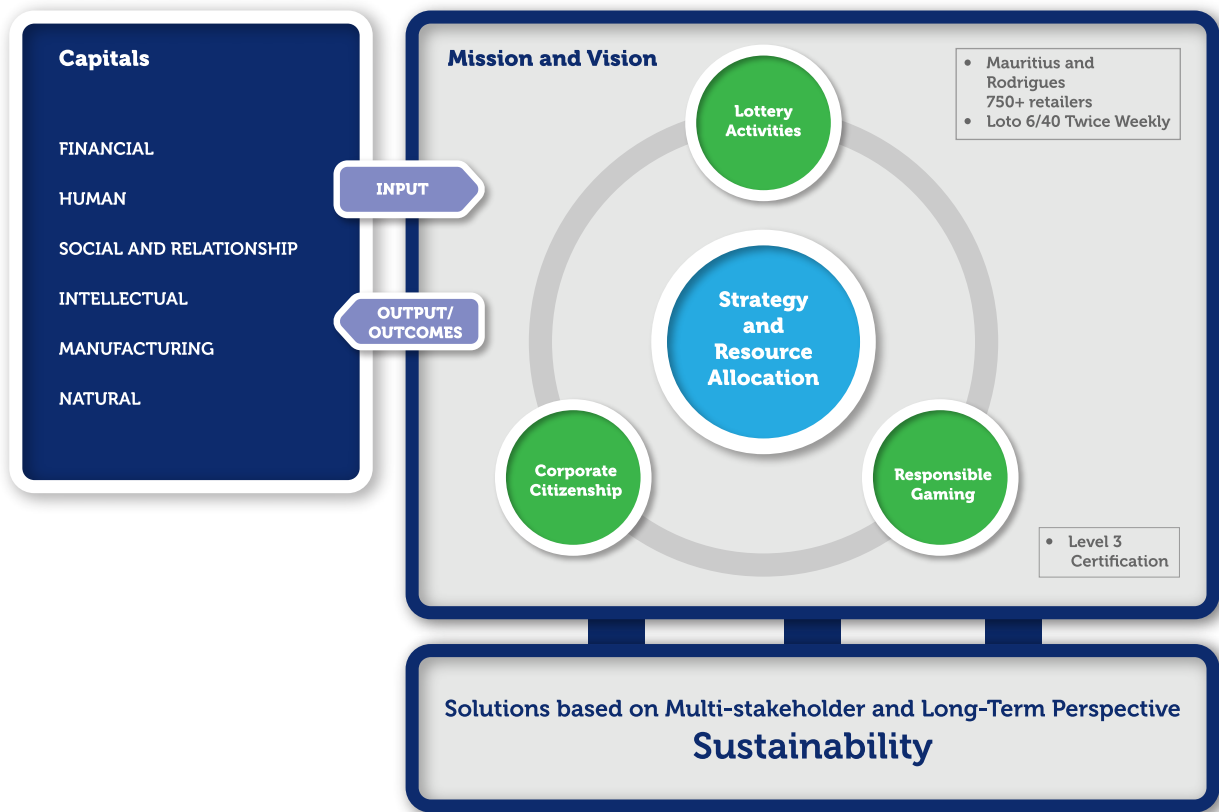 Capitals
FINANCIAL
HUMAN
SOCIAL AND RELATIONSHIP
INTELLECTUAL
MANUFACTURING
NATURAL
INPUT
OUTPUT/
OUTCOMES
Mission and Vision
Lottery
Activities
• Mauritius and
Rodrigues
750+ retailers
• Loto 6/40 Twice Weekly
Strategy
and
Resource
Allocation
Corporate
Citizenship
Responsible
Gaming
• Level 3
Certification
Solutions based on Multi-stakeholder and Long-Term Perspective
Sustainability